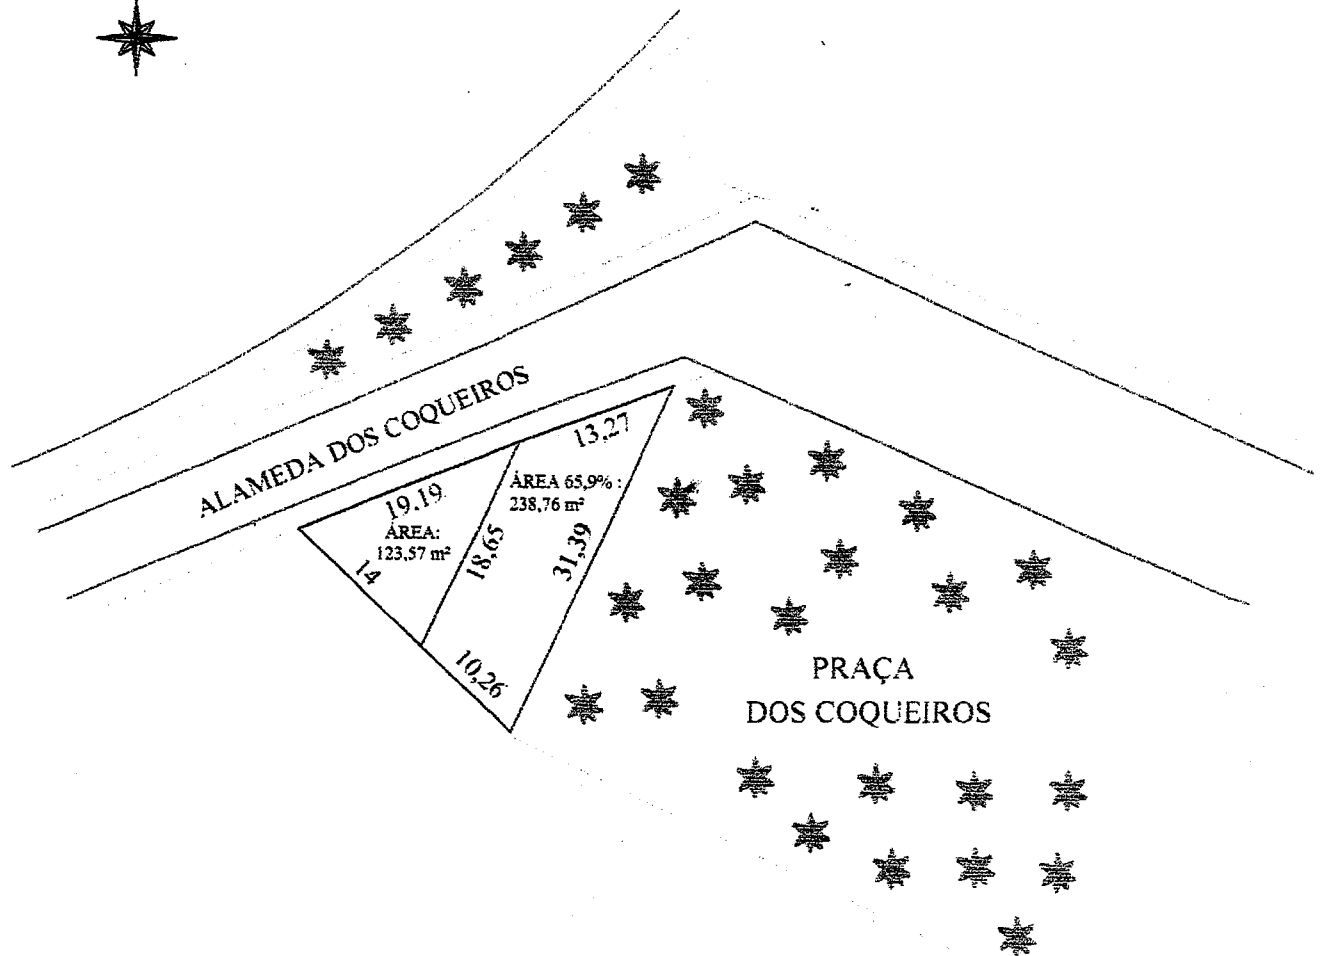 ALAMEDA DOS COQUEIROS
13,27
19,19
ÁREA 65,9% :
238,76 m²
ÁREA:
123,57 m²
14
18,65
31,39
10,26
PRAÇA
DOS COQUEIROS